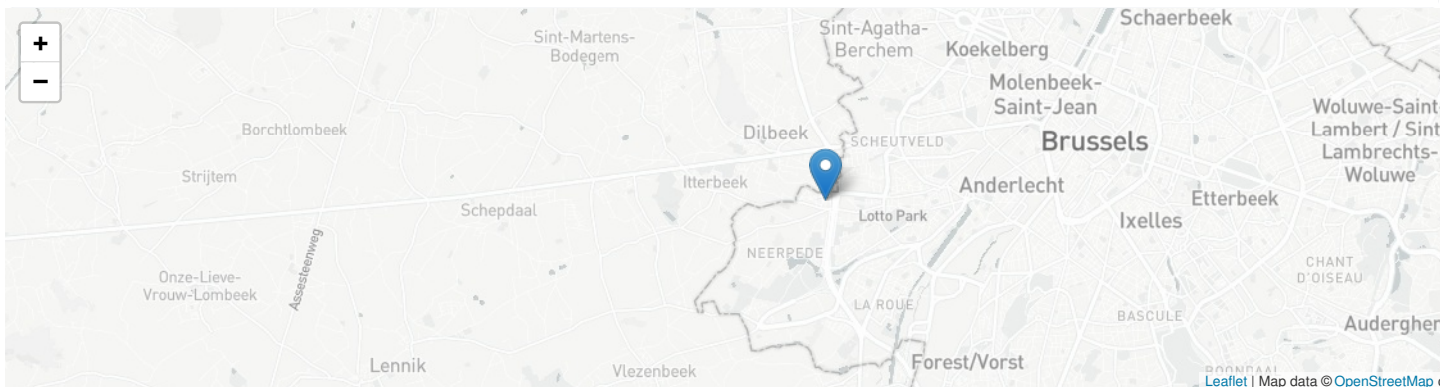 +
−
Sint-Martens-
Bodegem
Sint-Agatha-
Berchem
Schaerbeek
Koekelberg
Molenbeek-
Saint-Jean
Woluwe-Saint-
Lambert / Sint
Lambrechts-
Woluwe
Borchtlombeek
Dilbeek
SCHEUTVELD
Brussels
Strijtem
Itterbeek
Anderlecht
Etterbeek
Schepdaal
Lotto Park
Ixelles
Assesteenweg
NEERPEDE
Onze-Lieve-
Vrouw-Lombeek
CHANT
D'OISEAU
LA ROUE
BASCULE
Auderghem
Lennik
Vlezenbeek
Forest/Vorst
BOONDAAL
Leaflet | Map data © OpenStreetMap